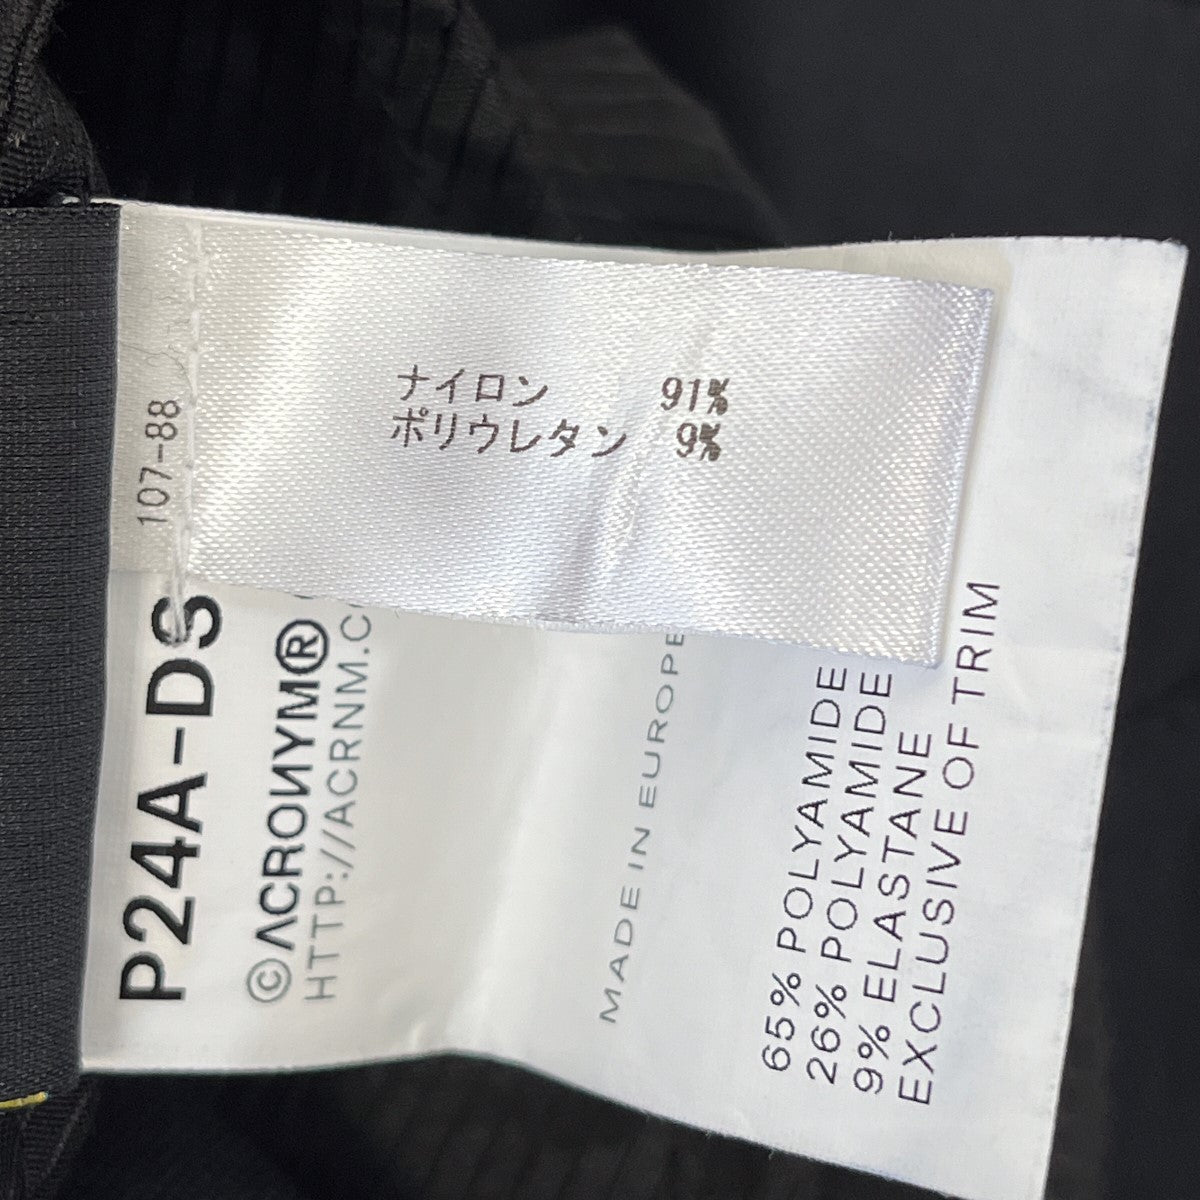 ナイロン 91%
ポリウレタン 9%
107-88
P24A-DS
©ACRONYM®
HTTP://ACRNM.C
MADE IN EUROPE
65% POLYAMIDE
26% POLYAMIDE
9% ELASTANE
EXCLUSIVE OF TRIM